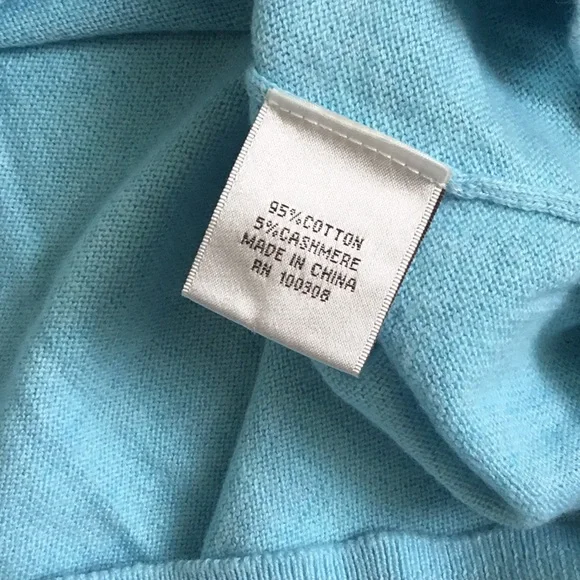 95%COTTON
5%CASHMERE
MADE IN CHINA
RN 100308